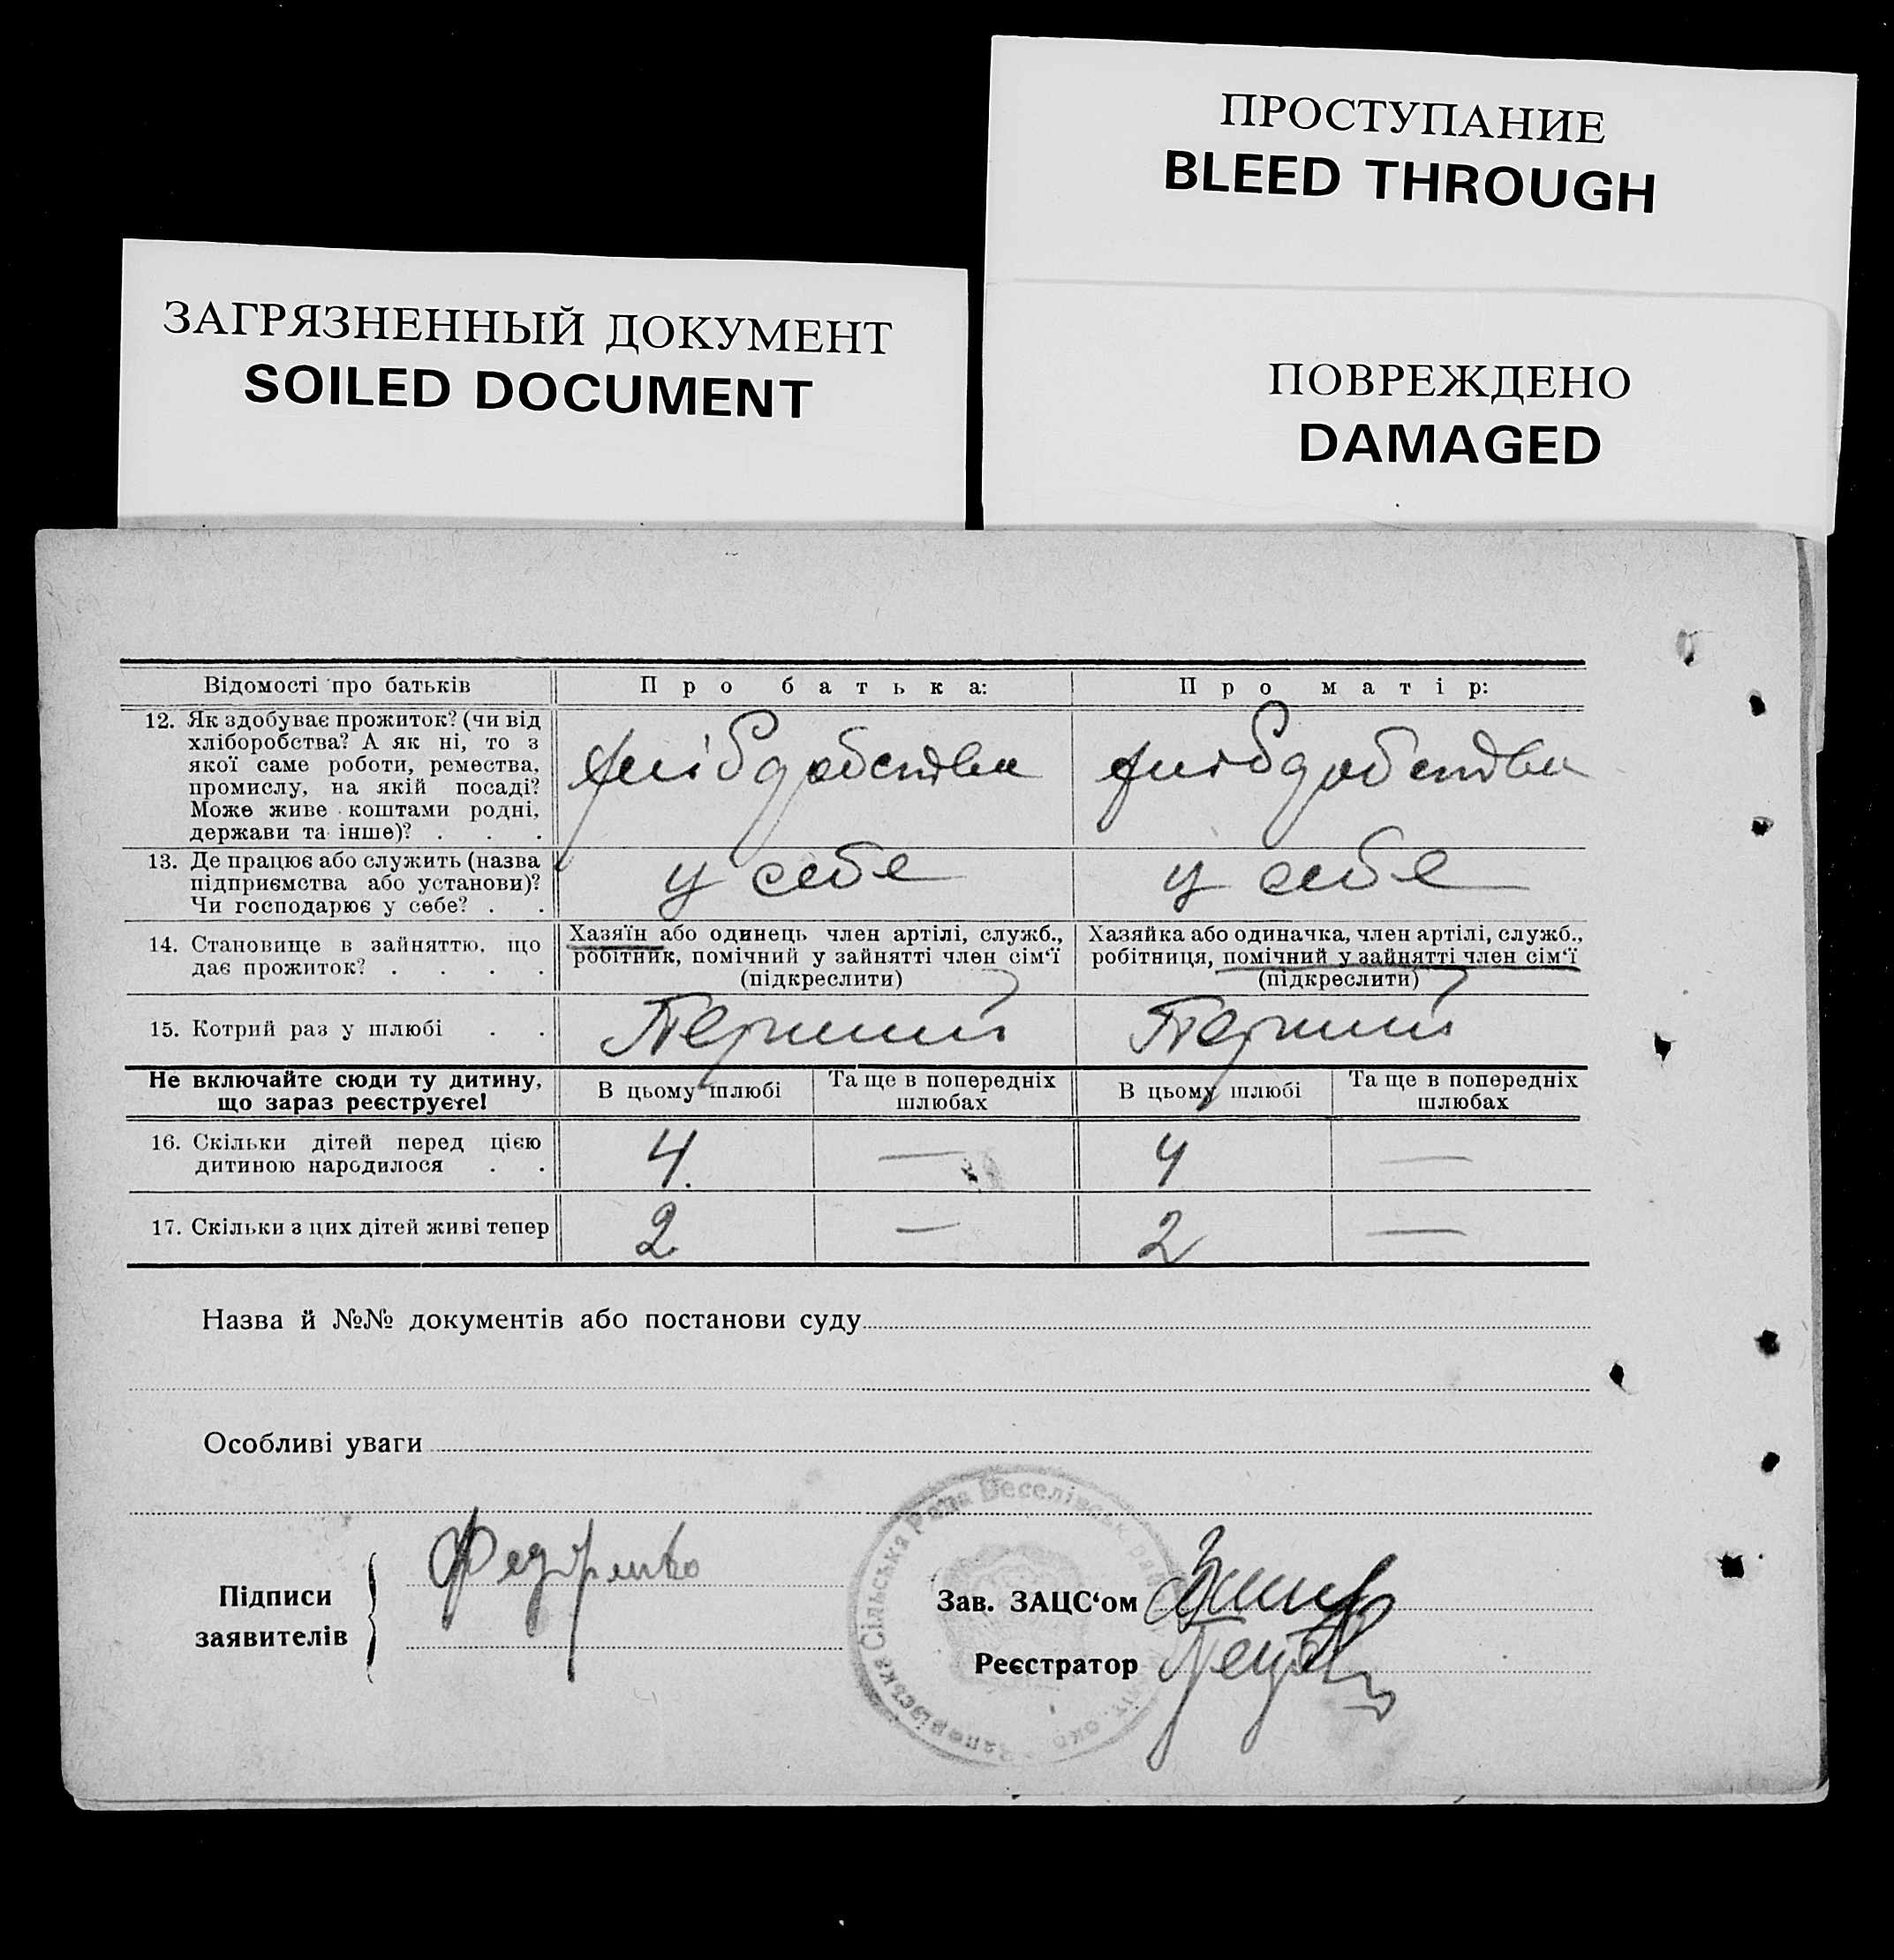 ПРОСТУПАНИЕ
BLEED THROUGH
ЗАГРЯЗНЕННЫЙ ДОКУМЕНТ
SOILED DOCUMENT
ПОВРЕЖДЕНО
DAMAGED
Відомості про батьків
Про батька:
Про матір:
12. Як здобуває прожиток? (чи від
хліборобства? А як ні, то з
якої саме роботи, ремества,
промислу, на якій посаді?
Може живе коштами родні,
держави та інше)? . . .
13. Де працює або служить (назва
підприємства або установи)?
Чи господарює у себе? . .
у себе
у себе
14. Становище в зайняттю, що
дає прожиток? . . . .
Хазяїн або одинець член артілі, служб.,
робітник, помічний у зайнятті член сім‘ї
(підкреслити)
Хазяйка або одиначка, член артілі, служб.,
робітниця, помічний у зайнятті член сім‘ї
(підкреслити)
15. Котрий раз у шлюбі . .
Перший
Перший
Не включайте сюди ту дитину,
що зараз реєструєте!
В цьому шлюбі
Та ще в попередніх
шлюбах
В цьому шлюбі
Та ще в попередніх
шлюбах
16. Скільки дітей перед цією
дитиною народилося . .
4.
—
4
—
17. Скільки з цих дітей живі тепер
2
—
2
—
Назва й №№ документів або постанови суду
Особливі уваги
Підписи
заявителів
Федоренко
Сільська Рада
Зав. ЗАЦС‘ом
Реєстратор